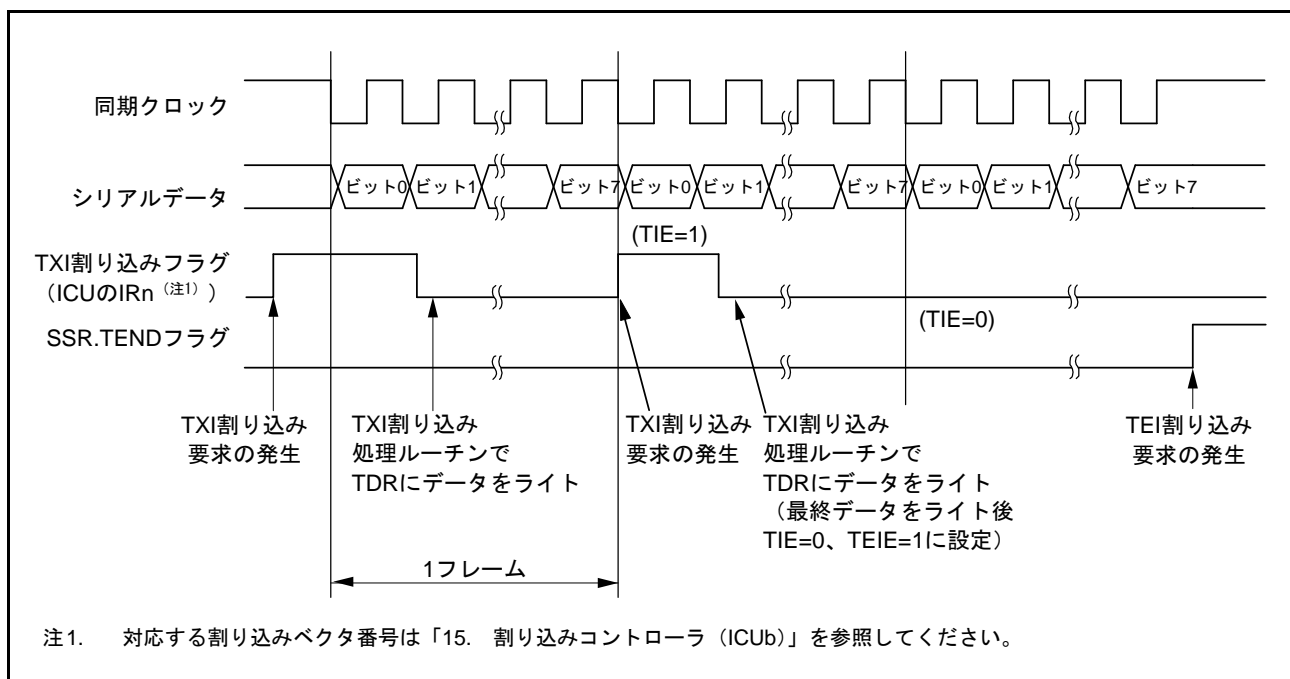 同期クロック
シリアルデータ
ビット0 ビット1 ビット7 ビット0 ビット1 ビット7 ビット0 ビット1 ビット7
(TIE=1)
TXI割り込みフラグ
（ICUのIRn（注1））
(TIE=0)
SSR.TENDフラグ
TXI割り込み
要求の発生
TXI割り込み
処理ルーチンで
TDRにデータをライト
TXI割り込み
要求の発生
TXI割り込み
処理ルーチンで
TDRにデータをライト
（最終データをライト後
TIE=0、TEIE=1に設定）
TEI割り込み
要求の発生
1フレーム
注1. 対応する割り込みベクタ番号は「15. 割り込みコントローラ（ICUb）」を参照してください。